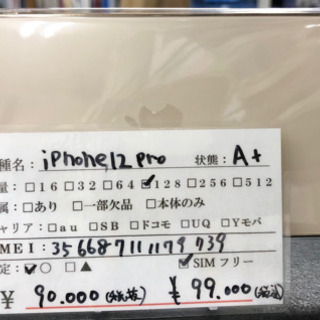 種名: iPhone12 pro 状態: A+
量: □16 □32 □64 ☑128 □256 □512
属: □あり □一部欠品 □本体のみ
ャリア: □au □SB □ドコモ □UQ □Yモバ
MEI: 356687111179739
定: ☑○ □▲ ☑SIMフリー
¥ 90.000(税抜) ¥ 99.000(税込)